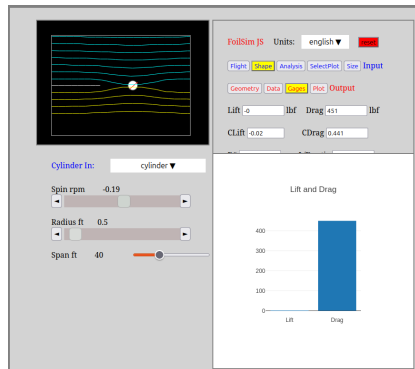 FoilSim JS Units: english ▼ reset
Flight Shape Analysis SelectPlot Size Input
Geometry Data Gages Plot Output
Lift -0 lbf Drag 451 lbf
CLift -0.02 CDrag 0.441
Cylinder In: cylinder ▼
Spin rpm -0.19
Radius ft 0.5
Span ft 40
Lift and Drag
400
300
200
100
0
Lift Drag